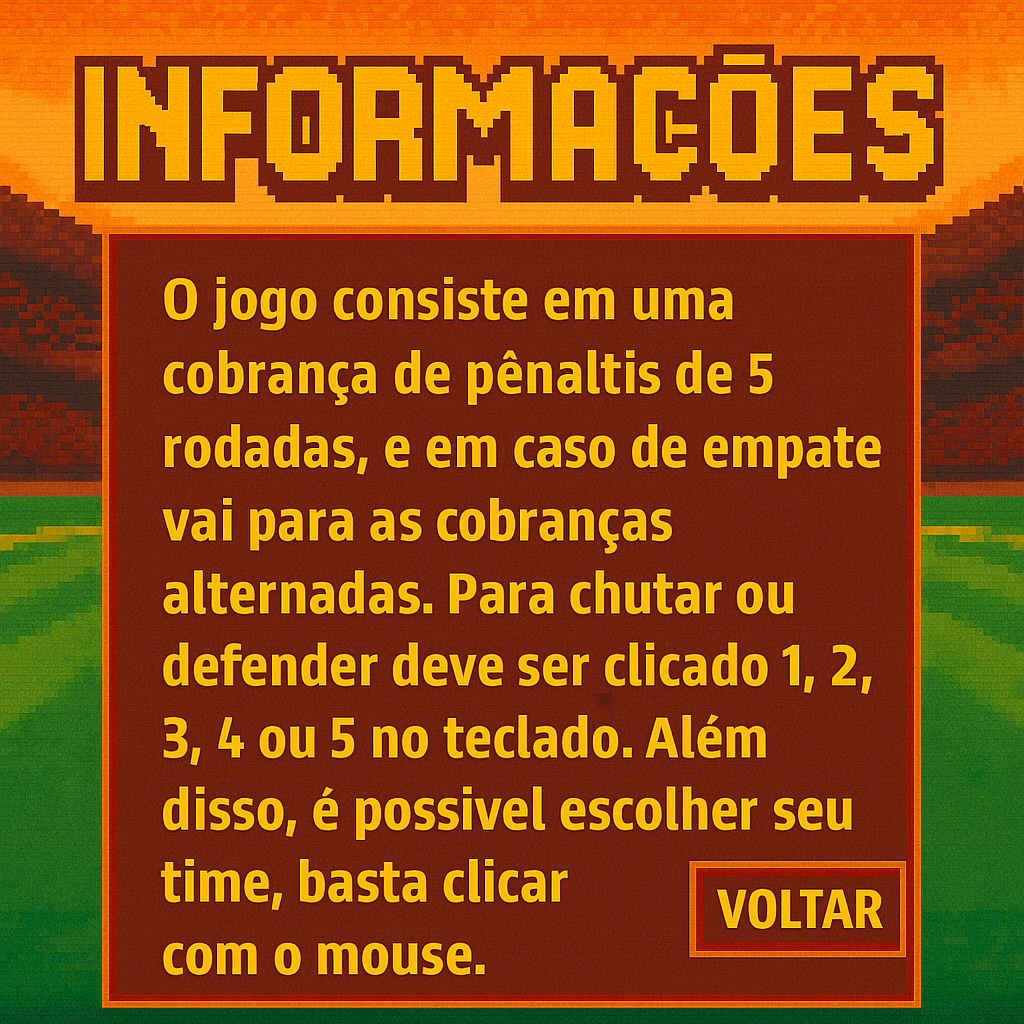 INFORMAÇÕES
O jogo consiste em uma
cobrança de pênaltis de 5
rodadas, e em caso de empate
vai para as cobranças
alternadas. Para chutar ou
defender deve ser clicado 1, 2,
3, 4 ou 5 no teclado. Além
disso, é possivel escolher seu
time, basta clicar
com o mouse.
VOLTAR